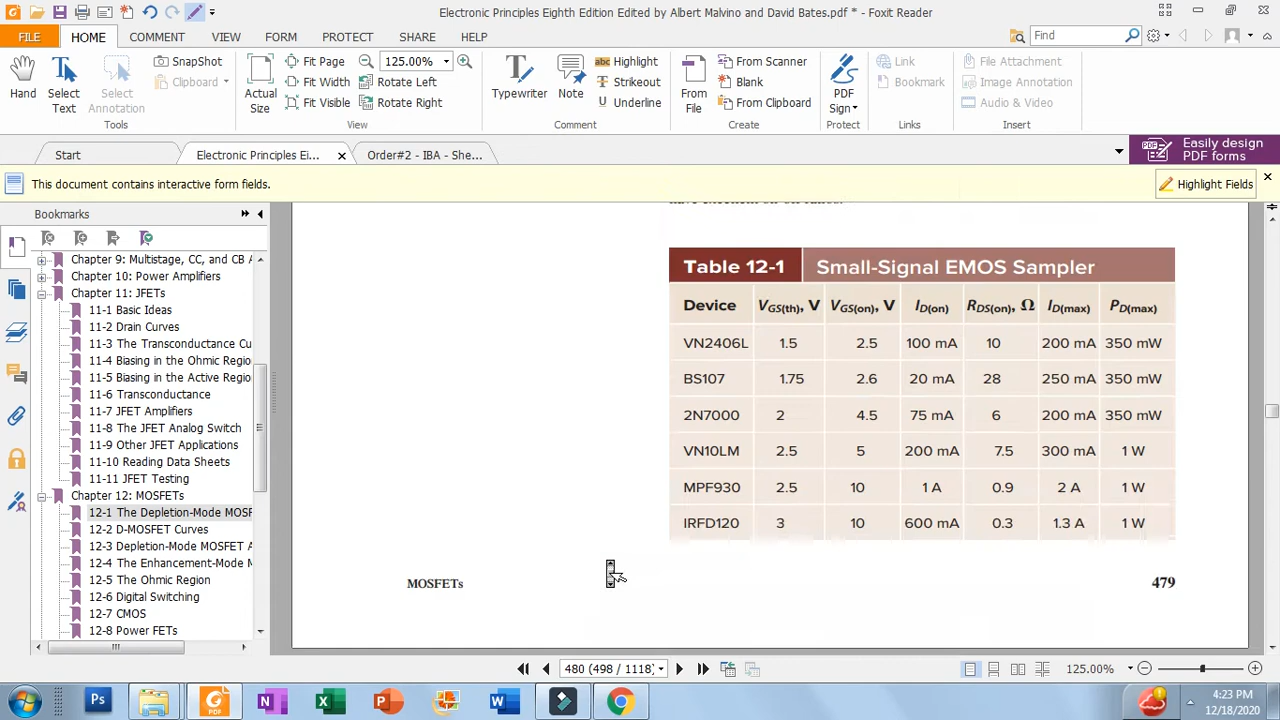 Electronic Principles Eighth Edition Edited by Albert Malvino and David Bates.pdf * - Foxit Reader
FILE HOME COMMENT VIEW FORM PROTECT SHARE HELP Find
Hand
Select Text
Select Annotation
SnapShot
Clipboard
Tools
Actual Size
Fit Page
Fit Width
Fit Visible
125.00%
Rotate Left
Rotate Right
View
Typewriter
Note
Highlight
Strikeout
Underline
Comment
From File
From Scanner
Blank
From Clipboard
Create
PDF Sign
Protect
Link
Bookmark
Links
File Attachment
Image Annotation
Audio & Video
Insert
Start Electronic Principles Ei... Order#2 - IBA - She...
Easily design
PDF forms
This document contains interactive form fields. Highlight Fields
Bookmarks
Chapter 9: Multistage, CC, and CB A
Chapter 10: Power Amplifiers
Chapter 11: JFETs
11-1 Basic Ideas
11-2 Drain Curves
11-3 The Transconductance Cu
11-4 Biasing in the Ohmic Regio
11-5 Biasing in the Active Regio
11-6 Transconductance
11-7 JFET Amplifiers
11-8 The JFET Analog Switch
11-9 Other JFET Applications
11-10 Reading Data Sheets
11-11 JFET Testing
Chapter 12: MOSFETs
12-1 The Depletion-Mode MOSF
12-2 D-MOSFET Curves
12-3 Depletion-Mode MOSFET A
12-4 The Enhancement-Mode M
12-5 The Ohmic Region
12-6 Digital Switching
12-7 CMOS
12-8 Power FETs
Table 12-1 Small-Signal EMOS Sampler
Device VGS(th), V VGS(on), V ID(on) RDS(on), Ω ID(max) PD(max)
VN2406L 1.5 2.5 100 mA 10 200 mA 350 mW
BS107 1.75 2.6 20 mA 28 250 mA 350 mW
2N7000 2 4.5 75 mA 6 200 mA 350 mW
VN10LM 2.5 5 200 mA 7.5 300 mA 1 W
MPF930 2.5 10 1 A 0.9 2 A 1 W
IRFD120 3 10 600 mA 0.3 1.3 A 1 W
MOSFETs 479
480 (498 / 1118) 125.00%
4:23 PM
12/18/2020